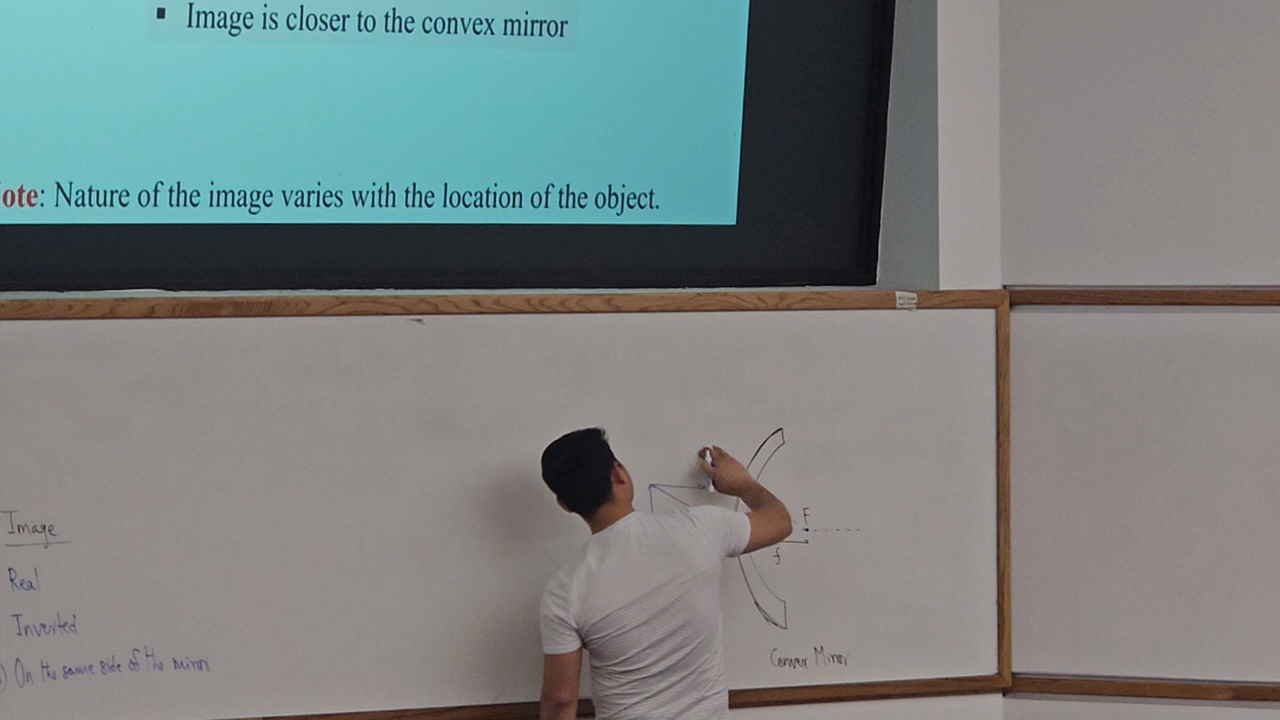 ▪ Image is closer to the convex mirror
ote: Nature of the image varies with the location of the object.
Image
Real
Inverted
) On the same side of the mirror
F
f
Convex Mirror